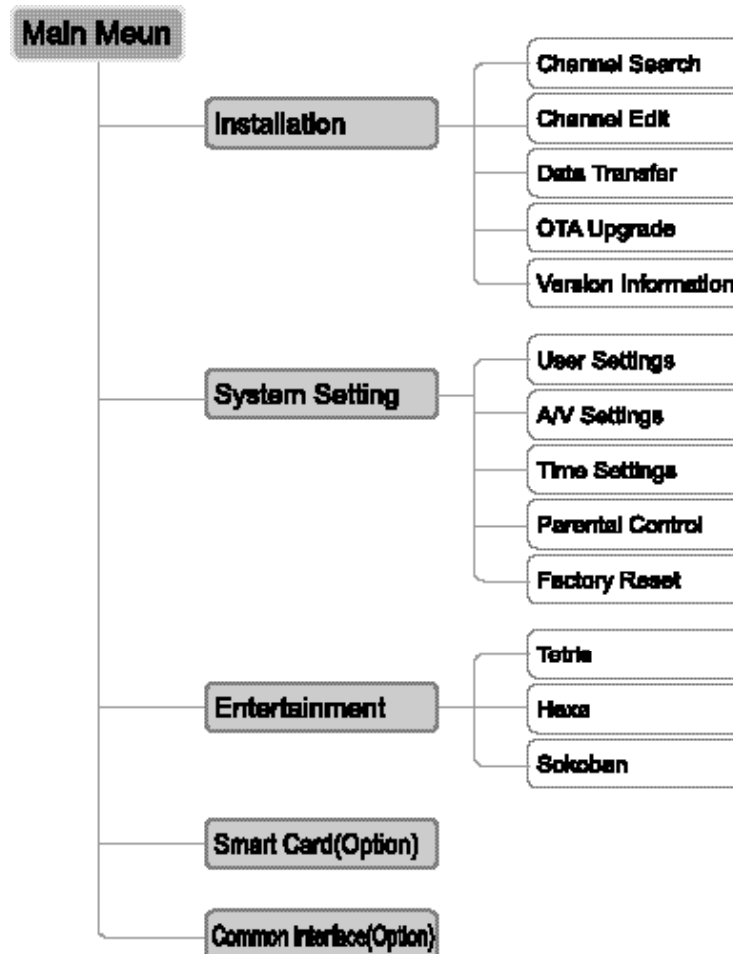 Main Meun
Installation
Channel Search
Channel Edit
Data Transfer
OTA Upgrade
Version Information
System Setting
User Settings
A/V Settings
Time Settings
Parental Control
Factory Reset
Entertainment
Tetris
Hexa
Sokoban
Smart Card(Option)
Common Interface(Option)